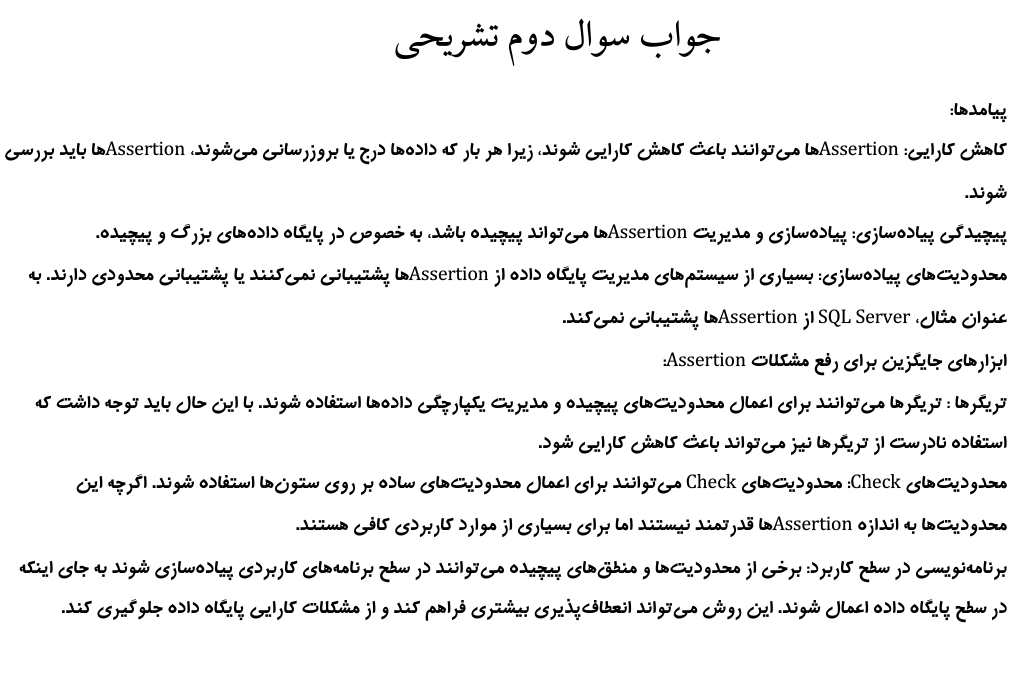 جواب سوال دوم تشریحی
پیامدها:
کاهش کارایی: Assertionها می‌توانند باعث کاهش کارایی شوند، زیرا هر بار که داده‌ها درج یا بروزرسانی می‌شوند، Assertionها باید بررسی
شوند.
پیچیدگی پیاده‌سازی: پیاده‌سازی و مدیریت Assertionها می‌تواند پیچیده باشد، به خصوص در پایگاه داده‌های بزرگ و پیچیده.
محدودیت‌های پیاده‌سازی: بسیاری از سیستم‌های مدیریت پایگاه داده از Assertionها پشتیبانی نمی‌کنند یا پشتیبانی محدودی دارند. به
عنوان مثال، SQL Server از Assertionها پشتیبانی نمی‌کند.
ابزارهای جایگزین برای رفع مشکلات Assertion:
تریگرها : تریگرها می‌توانند برای اعمال محدودیت‌های پیچیده و مدیریت یکپارچگی داده‌ها استفاده شوند. با این حال باید توجه داشت که
استفاده نادرست از تریگرها نیز می‌تواند باعث کاهش کارایی شود.
محدودیت‌های Check: محدودیت‌های Check می‌توانند برای اعمال محدودیت‌های ساده بر روی ستون‌ها استفاده شوند. اگرچه این
محدودیت‌ها به اندازه Assertionها قدرتمند نیستند اما برای بسیاری از موارد کاربردی کافی هستند.
برنامه‌نویسی در سطح کاربرد: برخی از محدودیت‌ها و منطق‌های پیچیده می‌توانند در سطح برنامه‌های کاربردی پیاده‌سازی شوند به جای اینکه
در سطح پایگاه داده اعمال شوند. این روش می‌تواند انعطاف‌پذیری بیشتری فراهم کند و از مشکلات کارایی پایگاه داده جلوگیری کند.